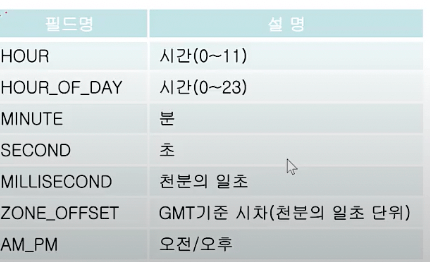 필드명 설 명
HOUR 시간(0~11)
HOUR_OF_DAY 시간(0~23)
MINUTE 분
SECOND 초
MILLISECOND 천분의 일초
ZONE_OFFSET GMT기준 시차(천분의 일초 단위)
AM_PM 오전/오후